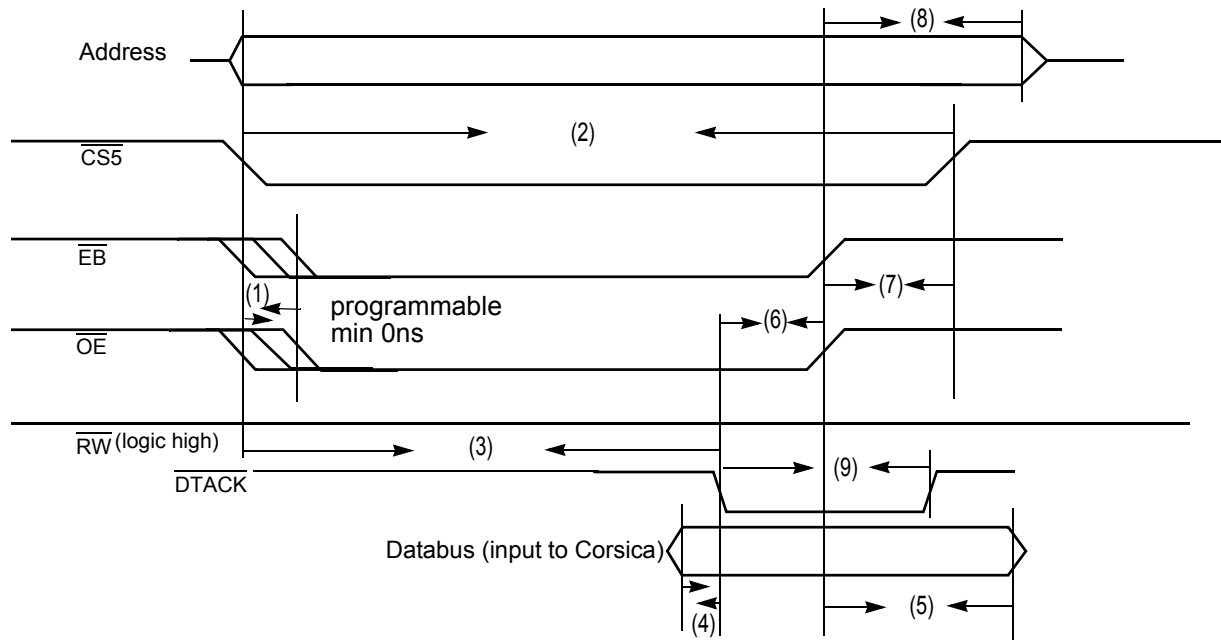 (8)
Address
(2)
CS5
EB
(1)
programmable
min 0ns
(7)
(6)
OE
RW (logic high)
(3)
DTACK
(9)
Databus (input to Corsica)
(4)
(5)